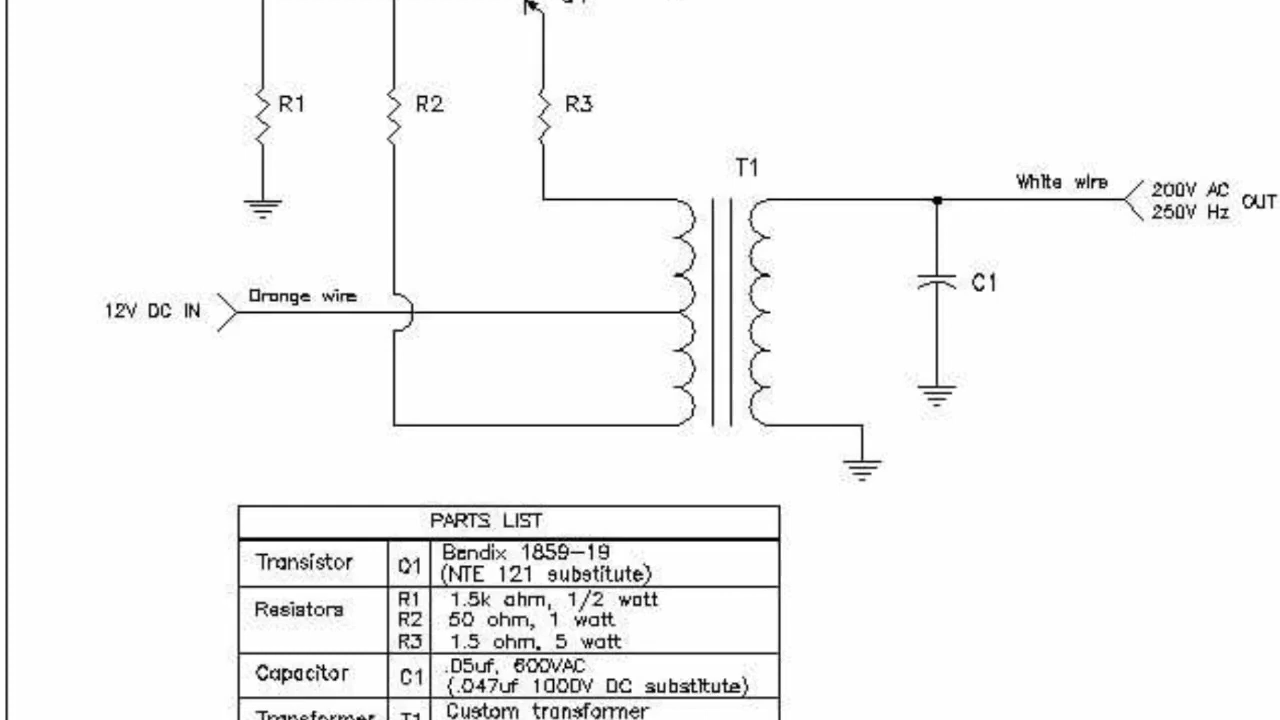 R1
R2
R3
T1
White wire
200V AC
250V Hz
OUT
C1
Orange wire
12V DC IN
PARTS LIST
Transistor
Q1
Bendix 1859-19
(NTE 121 substitute)
Resistors
R1 1.5k ohm, 1/2 watt
R2 50 ohm, 1 watt
R3 1.5 ohm, 5 watt
Capacitor
C1
.05uf, 600VAC
(.047uf 1000V DC substitute)
Transformer
T1
Custom transformer